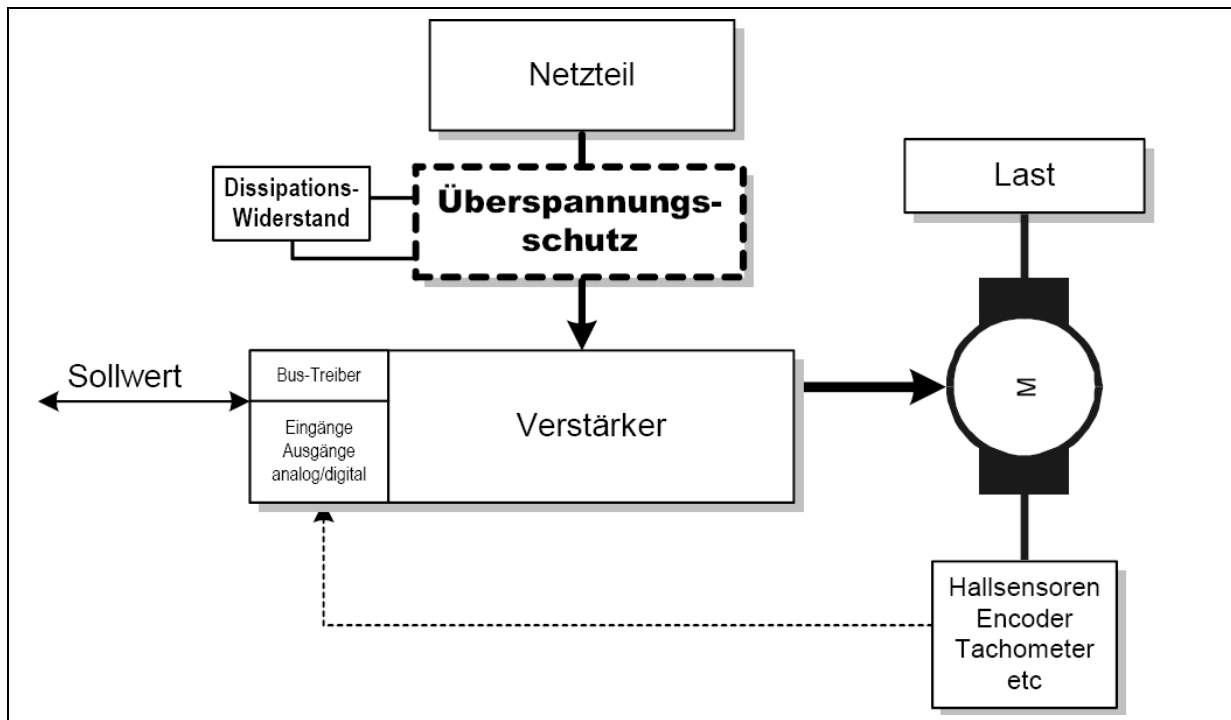 Netzteil
Dissipations-
Widerstand
Überspannungs-
schutz
Last
Sollwert
Bus-Treiber
Eingänge
Ausgänge
analog/digital
Verstärker
M
Hallsensoren
Encoder
Tachometer
etc